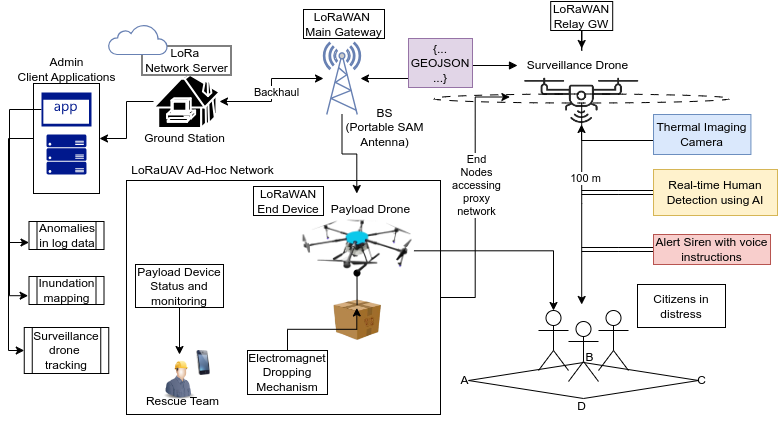 LoRaWAN
Main Gateway
LoRaWAN
Relay GW
LoRa
Network Server
Admin
Client Applications
app
{...
GEOJSON
...}
Surveillance Drone
Backhaul
Ground Station
BS
(Portable SAM
Antenna)
Thermal Imaging
Camera
LoRaUAV Ad-Hoc Network
End
Nodes
accessing
proxy
network
100 m
Real-time Human
Detection using AI
LoRaWAN
End Device
Payload Drone
Anomalies
in log data
Alert Siren with voice
instructions
Payload Device
Status and
monitoring
Inundation
mapping
Citizens in
distress
Surveillance
drone
tracking
Electromagnet
Dropping
Mechanism
Rescue Team
B
A
C
D